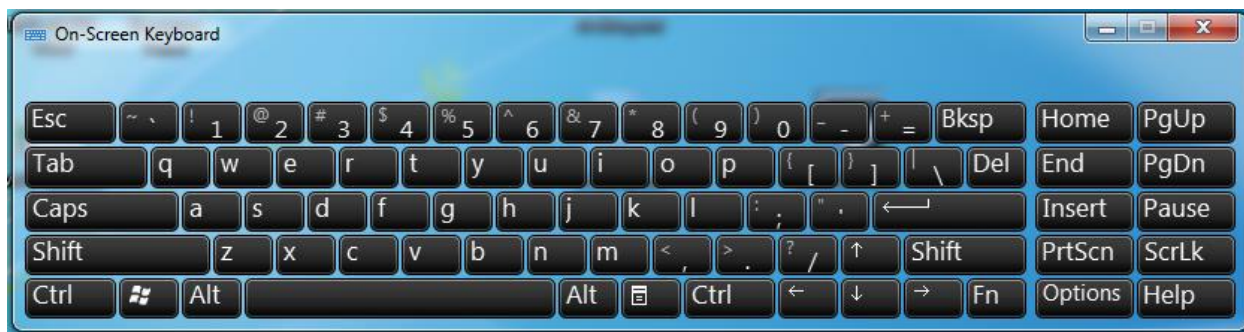 On-Screen Keyboard
Esc ~ ` ! 1 @ 2 # 3 $ 4 % 5 ^ 6 & 7 * 8 ( 9 ) 0 _ - + = Bksp Home PgUp
Tab q w e r t y u i o p { [ } ] | \ Del End PgDn
Caps a s d f g h j k l : ; " ' Insert Pause
Shift z x c v b n m < , > . ? / ↑ Shift PrtScn ScrLk
Ctrl Alt Alt Ctrl ← ↓ → Fn Options Help